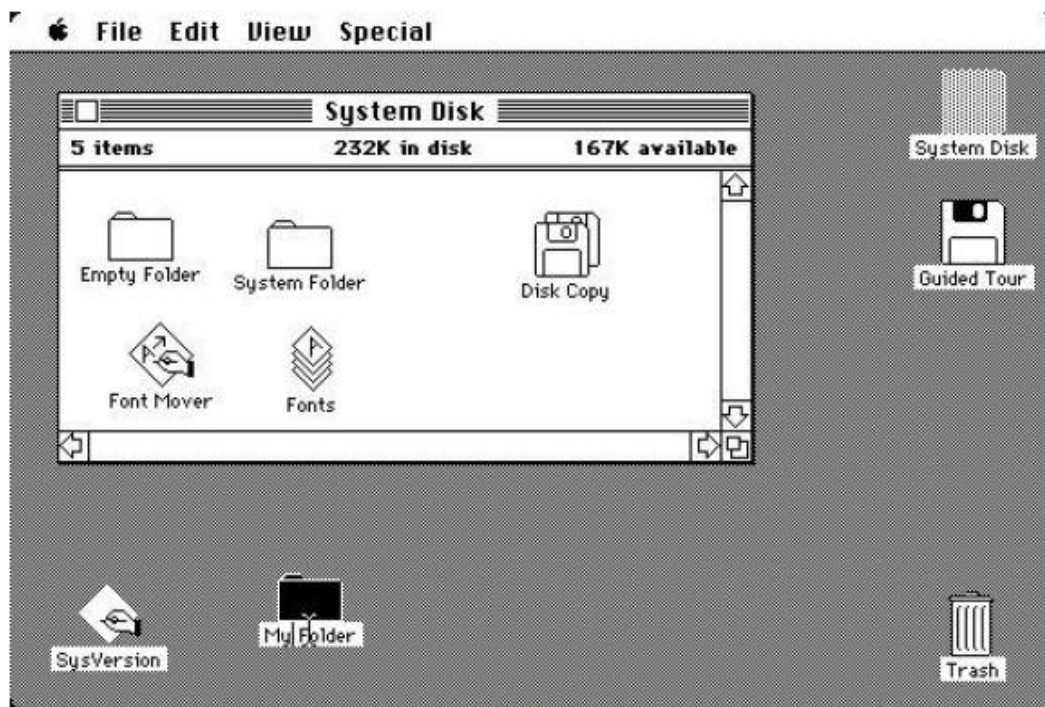 File Edit View Special
System Disk
5 items 232K in disk 167K available
System Disk
Empty Folder System Folder Disk Copy
Guided Tour
Font Mover Fonts
SysVersion My Folder
Trash